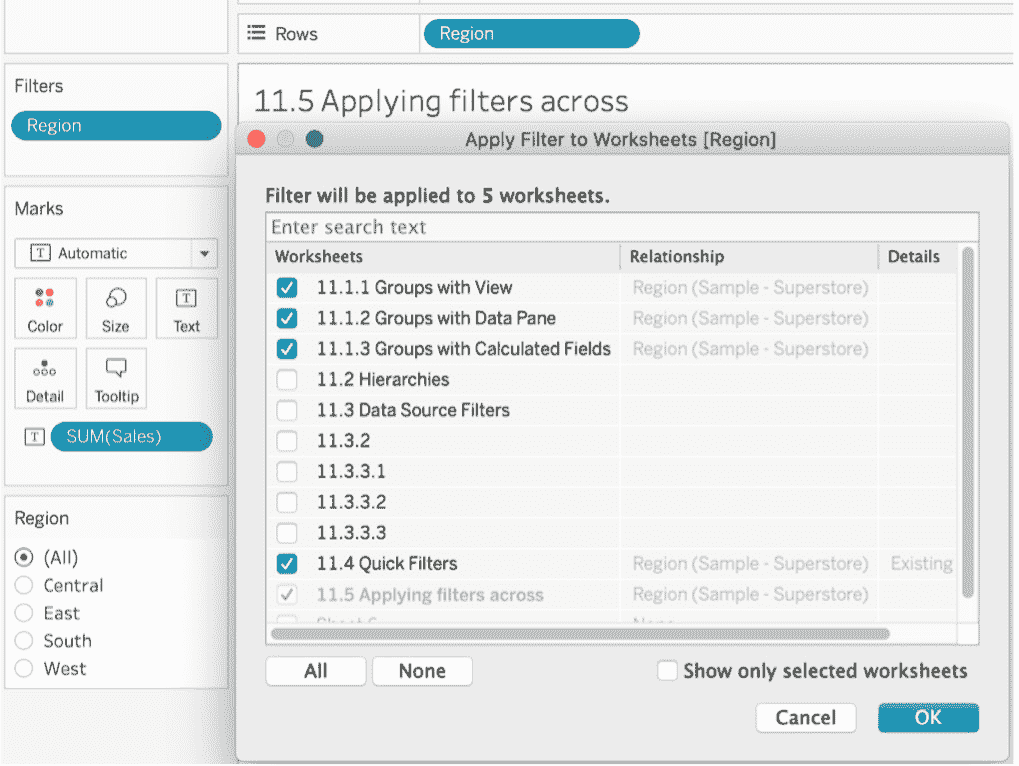 Rows
Region
Filters
Region
11.5 Applying filters across
Apply Filter to Worksheets [Region]
Filter will be applied to 5 worksheets.
Enter search text
Worksheets Relationship Details
11.1.1 Groups with View Region (Sample - Superstore)
11.1.2 Groups with Data Pane Region (Sample - Superstore)
11.1.3 Groups with Calculated Fields Region (Sample - Superstore)
11.2 Hierarchies
11.3 Data Source Filters
11.3.2
11.3.3.1
11.3.3.2
11.3.3.3
11.4 Quick Filters Region (Sample - Superstore) Existing
11.5 Applying filters across Region (Sample - Superstore)
All None Show only selected worksheets
Cancel OK
Marks
T Automatic
Color Size T Text
Detail Tooltip
T SUM(Sales)
Region
(All)
Central
East
South
West